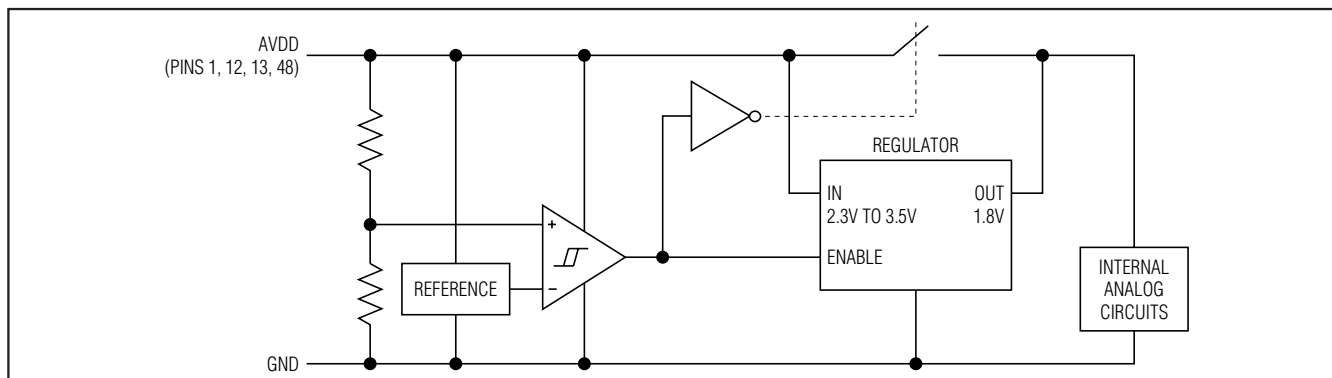 AVDD
(PINS 1, 12, 13, 48)
REGULATOR
IN
OUT
2.3V TO 3.5V
1.8V
+
ENABLE
REFERENCE
−
INTERNAL
ANALOG
CIRCUITS
GND